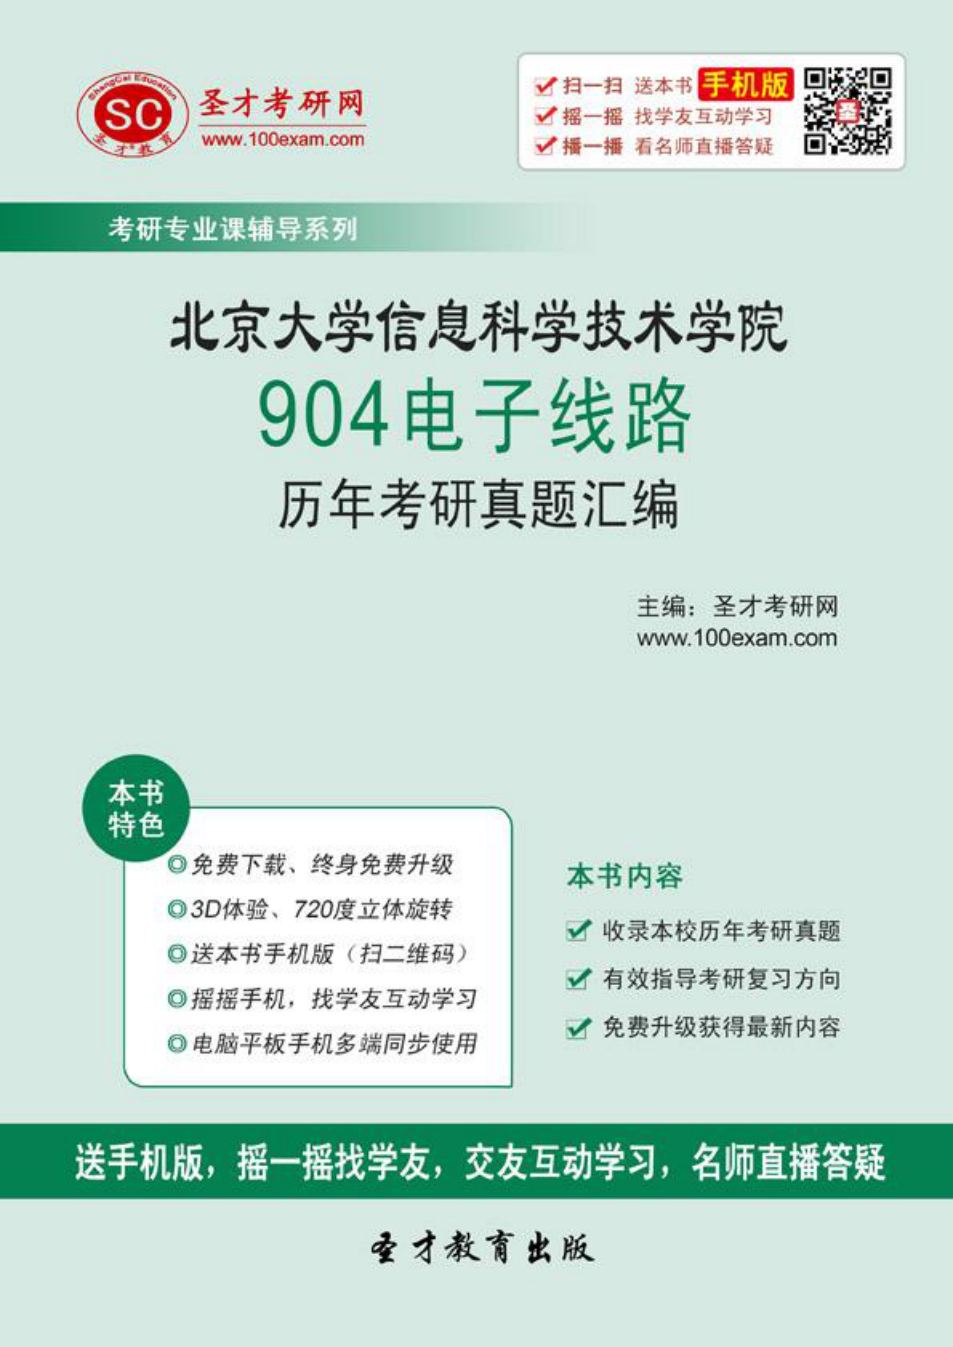 ShengCai Education
SC
圣才教育
圣才考研网
www.100exam.com
扫一扫 送本书 手机版
摇一摇 找学友互动学习
播一播 看名师直播答疑
圣
考研专业课辅导系列
北京大学信息科学技术学院
904电子线路
历年考研真题汇编
主编：圣才考研网
www.100exam.com
本书
特色
◎免费下载、终身免费升级
◎3D体验、720度立体旋转
◎送本书手机版（扫二维码）
◎摇摇手机，找学友互动学习
◎电脑平板手机多端同步使用
本书内容
收录本校历年考研真题
有效指导考研复习方向
免费升级获得最新内容
送手机版，摇一摇找学友，交友互动学习，名师直播答疑
圣才教育出版